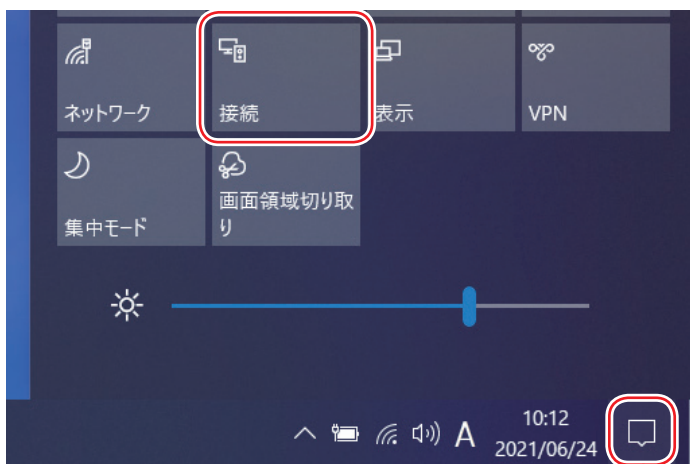 ネットワーク
接続
表示
VPN
集中モード
画面領域切り取
り
A
10:12
2021/06/24